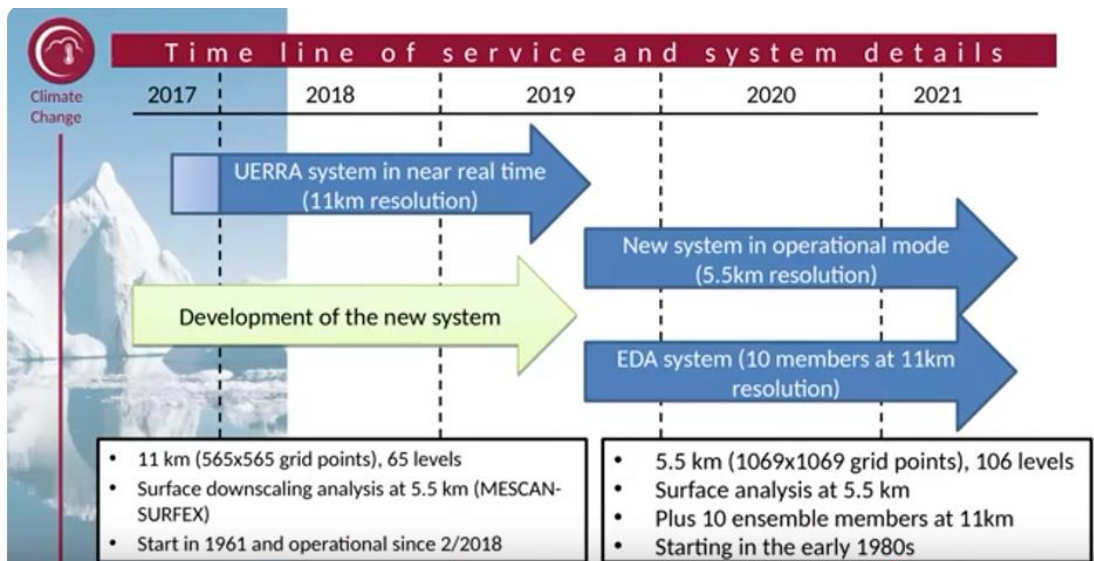 Time line of service and system details
Climate
Change
2017 2018 2019 2020 2021
UERRA system in near real time
(11km resolution)
New system in operational mode
(5.5km resolution)
Development of the new system
EDA system (10 members at 11km
resolution)
• 11 km (565x565 grid points), 65 levels
• Surface downscaling analysis at 5.5 km (MESCAN-
SURFEX)
• Start in 1961 and operational since 2/2018
• 5.5 km (1069x1069 grid points), 106 levels
• Surface analysis at 5.5 km
• Plus 10 ensemble members at 11km
• Starting in the early 1980s